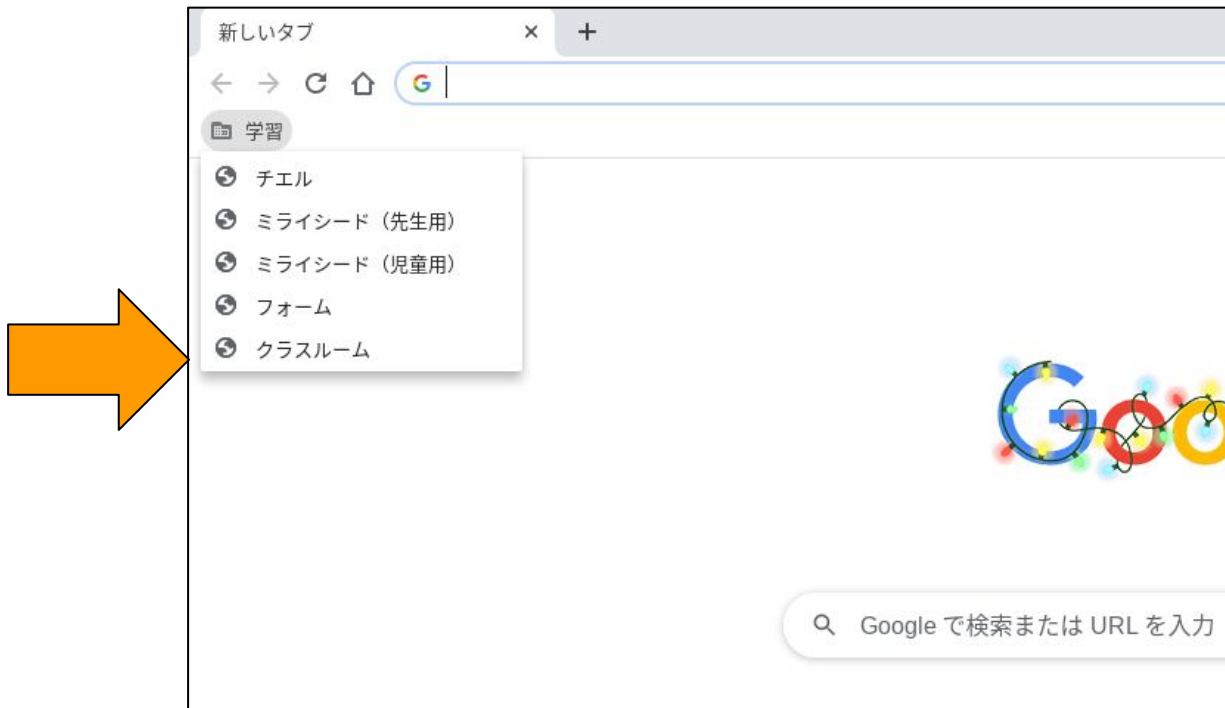 新しいタブ
学習
チエル
ミライシード（先生用）
ミライシード（児童用）
フォーム
クラスルーム
Goo
Google で検索または URL を入力